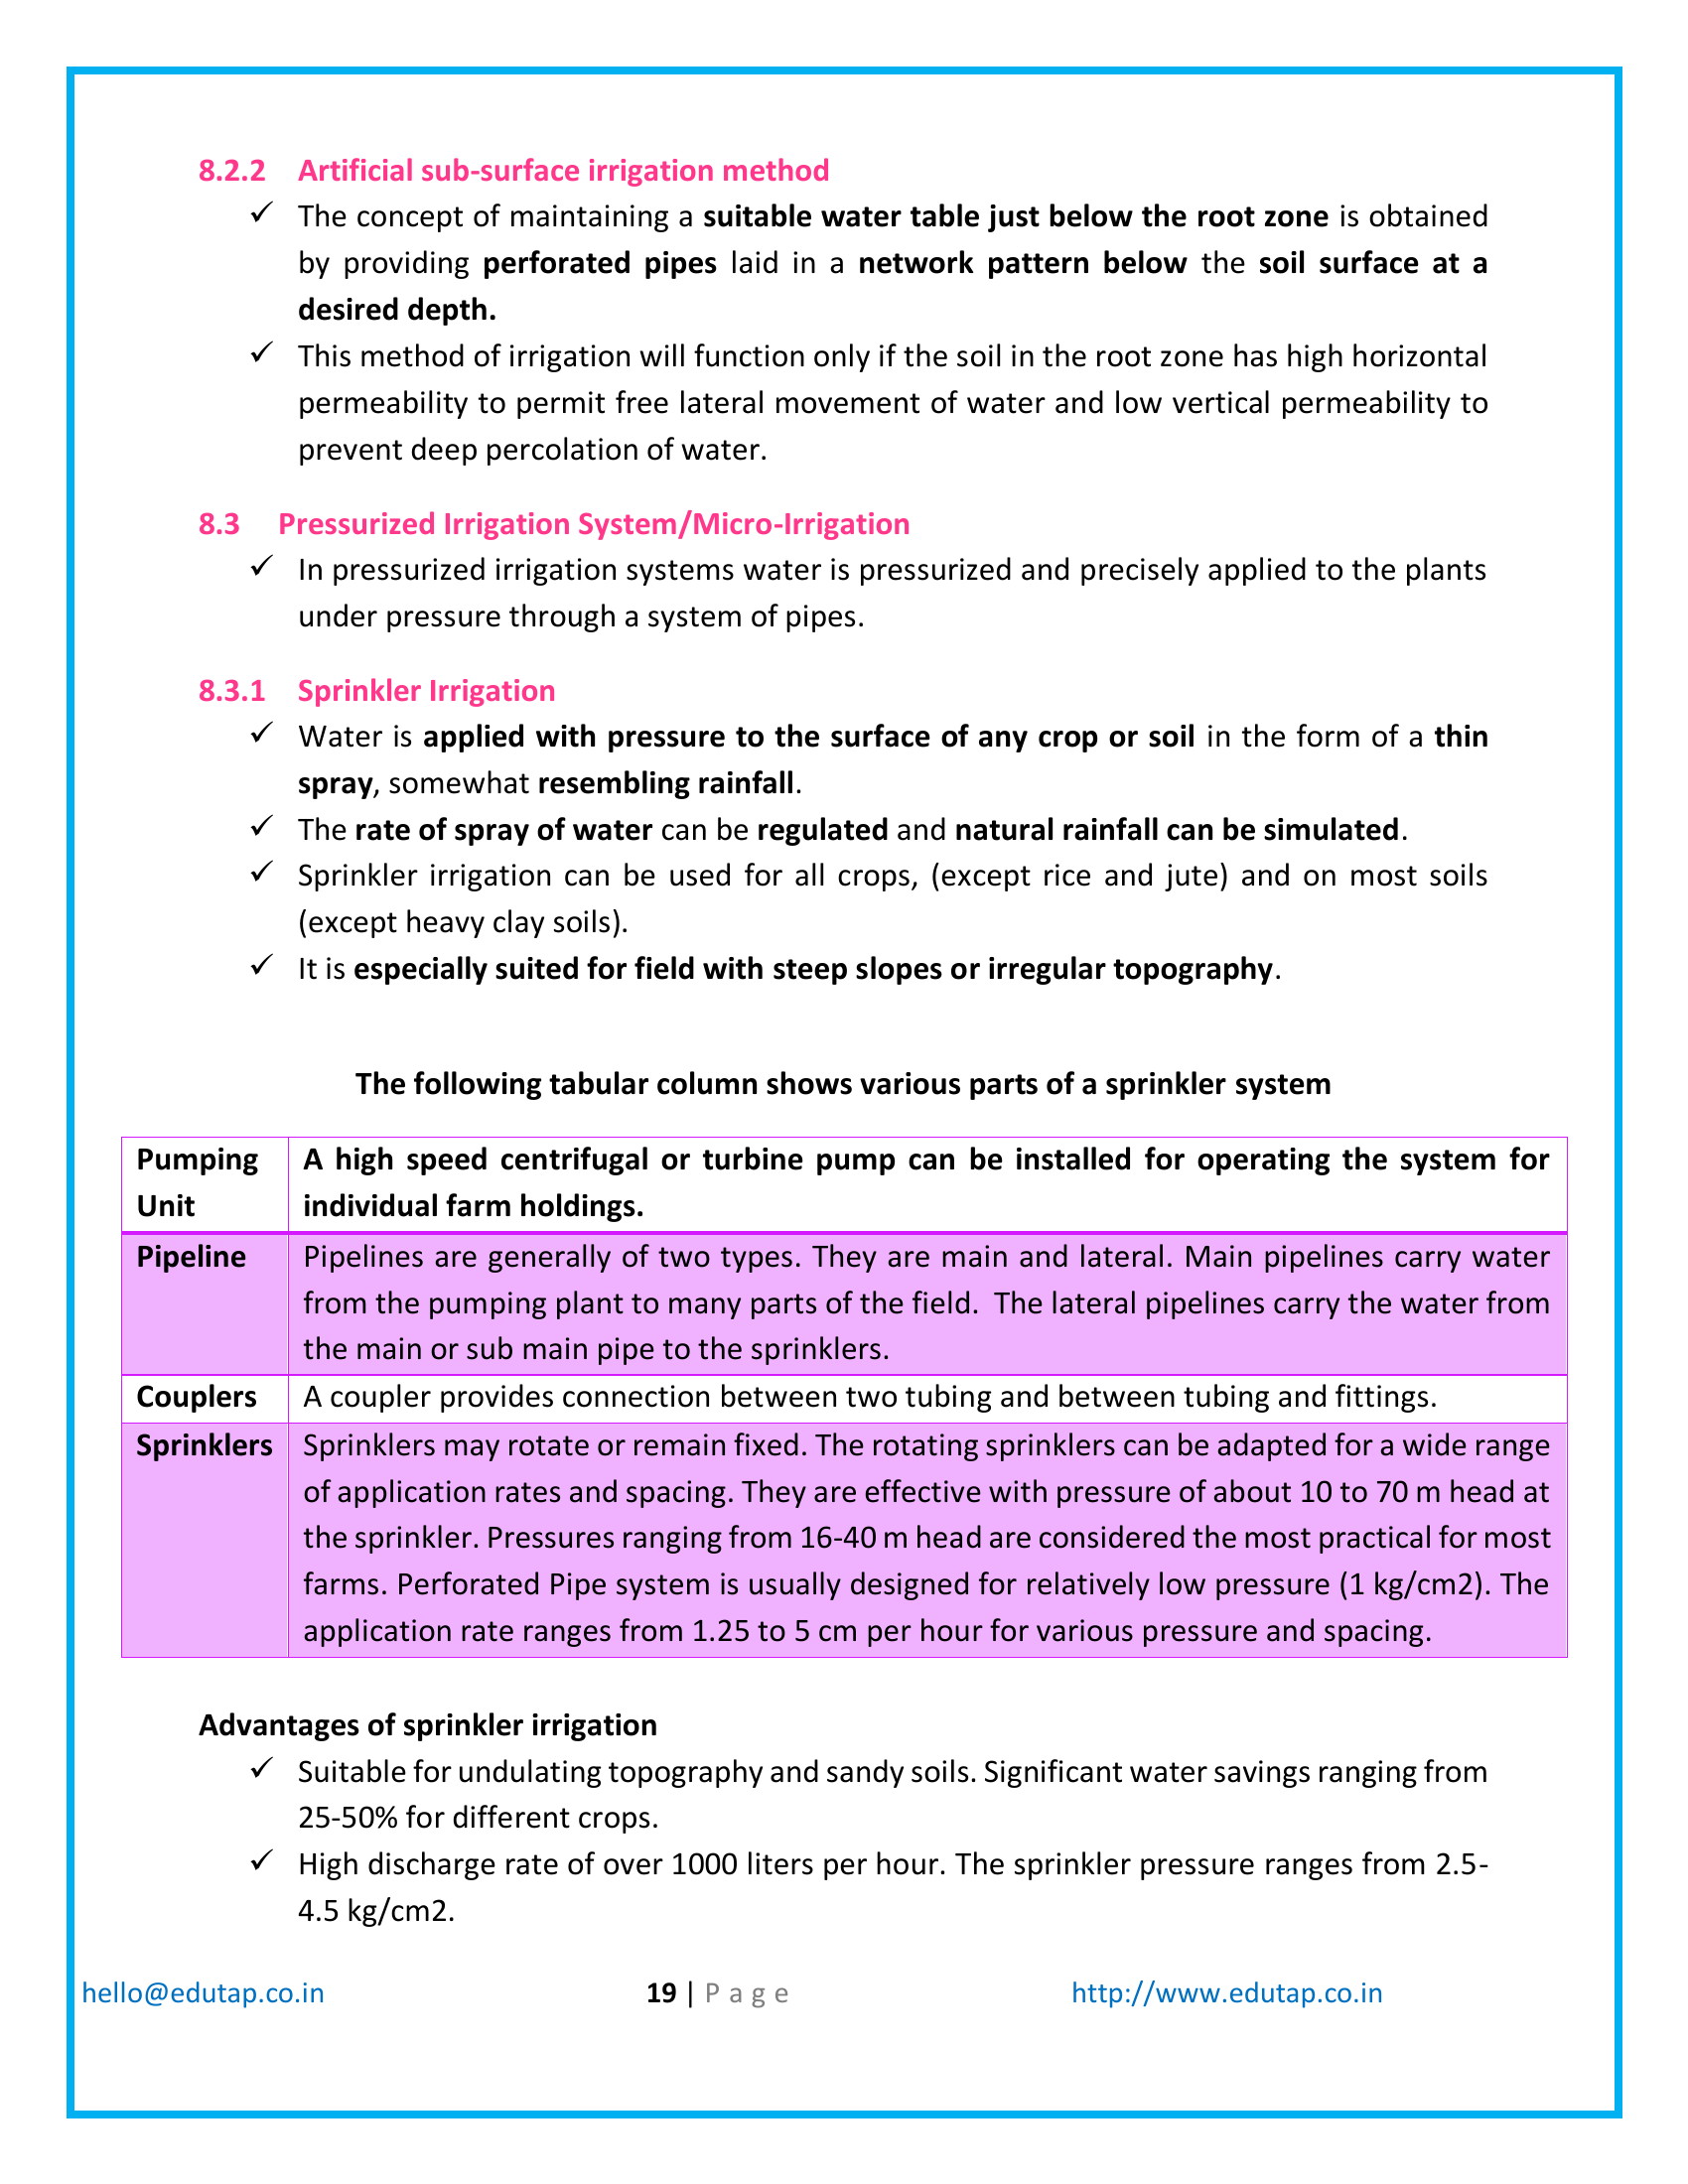 8.2.2 Artificial sub-surface irrigation method
✓ The concept of maintaining a suitable water table just below the root zone is obtained
by providing perforated pipes laid in a network pattern below the soil surface at a
desired depth.
✓ This method of irrigation will function only if the soil in the root zone has high horizontal
permeability to permit free lateral movement of water and low vertical permeability to
prevent deep percolation of water.
8.3 Pressurized Irrigation System/Micro-Irrigation
✓ In pressurized irrigation systems water is pressurized and precisely applied to the plants
under pressure through a system of pipes.
8.3.1 Sprinkler Irrigation
✓ Water is applied with pressure to the surface of any crop or soil in the form of a thin
spray, somewhat resembling rainfall.
✓ The rate of spray of water can be regulated and natural rainfall can be simulated.
✓ Sprinkler irrigation can be used for all crops, (except rice and jute) and on most soils
(except heavy clay soils).
✓ It is especially suited for field with steep slopes or irregular topography.
The following tabular column shows various parts of a sprinkler system
Pumping A high speed centrifugal or turbine pump can be installed for operating the system for
Unit individual farm holdings.
Pipeline Pipelines are generally of two types. They are main and lateral. Main pipelines carry water
from the pumping plant to many parts of the field. The lateral pipelines carry the water from
the main or sub main pipe to the sprinklers.
Couplers A coupler provides connection between two tubing and between tubing and fittings.
Sprinklers Sprinklers may rotate or remain fixed. The rotating sprinklers can be adapted for a wide range
of application rates and spacing. They are effective with pressure of about 10 to 70 m head at
the sprinkler. Pressures ranging from 16-40 m head are considered the most practical for most
farms. Perforated Pipe system is usually designed for relatively low pressure (1 kg/cm2). The
application rate ranges from 1.25 to 5 cm per hour for various pressure and spacing.
Advantages of sprinkler irrigation
✓ Suitable for undulating topography and sandy soils. Significant water savings ranging from
25-50% for different crops.
✓ High discharge rate of over 1000 liters per hour. The sprinkler pressure ranges from 2.5-
4.5 kg/cm2.
hello@edutap.co.in 19 | Page http://www.edutap.co.in